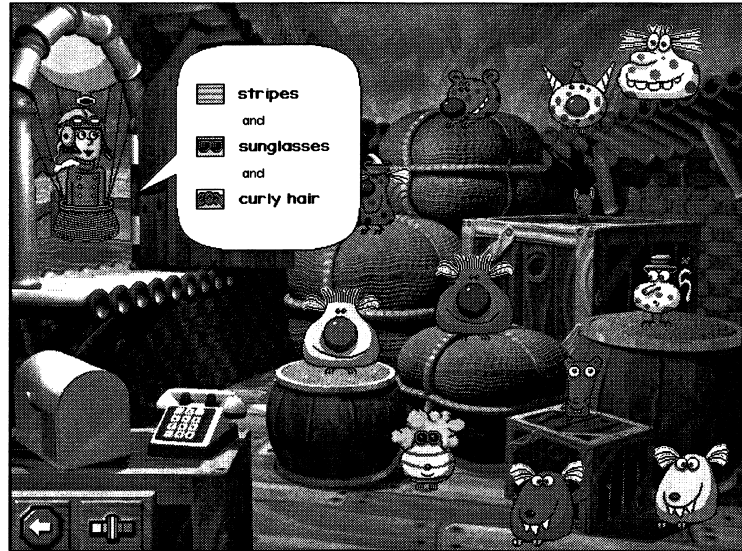 stripes
and
sunglasses
and
curly hair